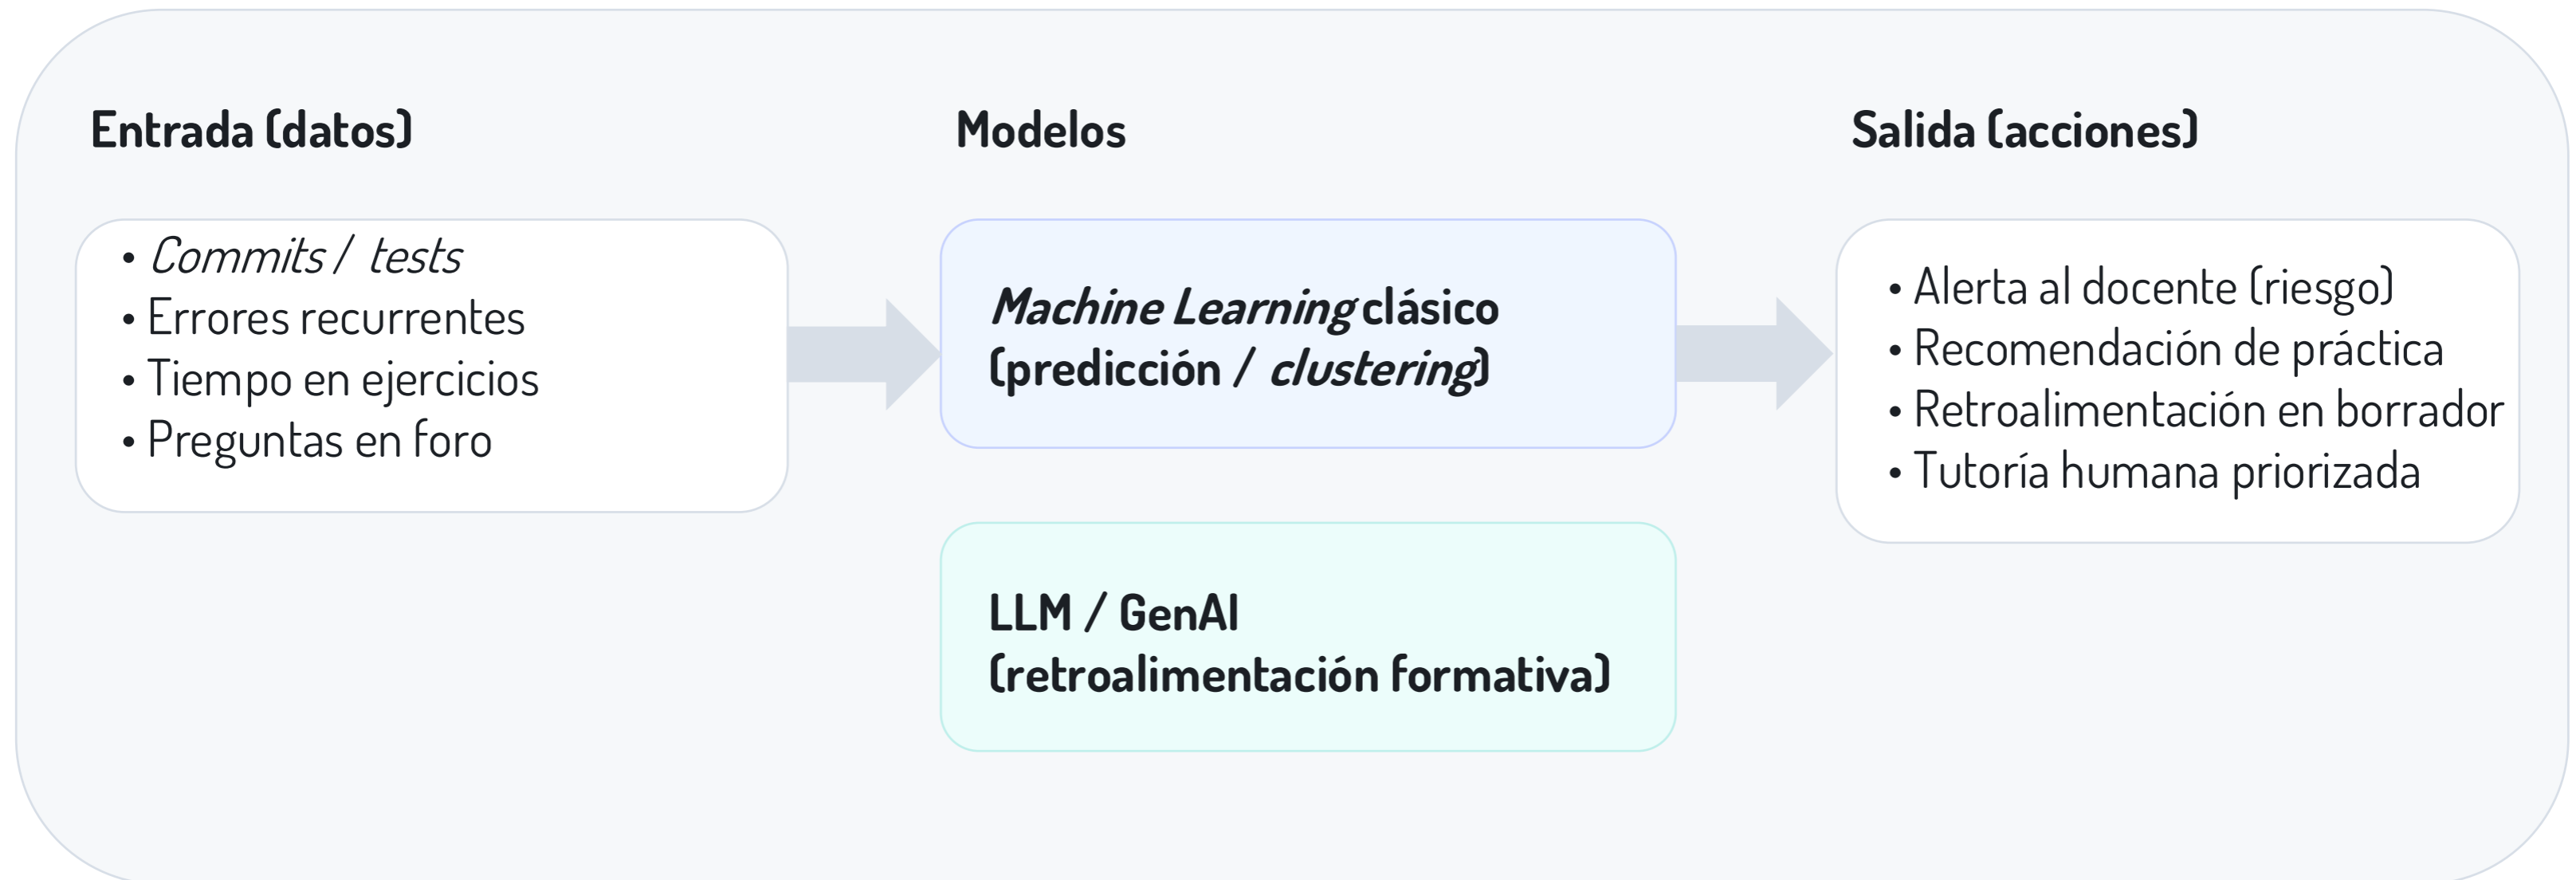 Entrada (datos)
• Commits / tests
• Errores recurrentes
• Tiempo en ejercicios
• Preguntas en foro
Modelos
Machine Learning clásico
(predicción / clustering)
LLM / GenAI
(retroalimentación formativa)
Salida (acciones)
• Alerta al docente (riesgo)
• Recomendación de práctica
• Retroalimentación en borrador
• Tutoría humana priorizada